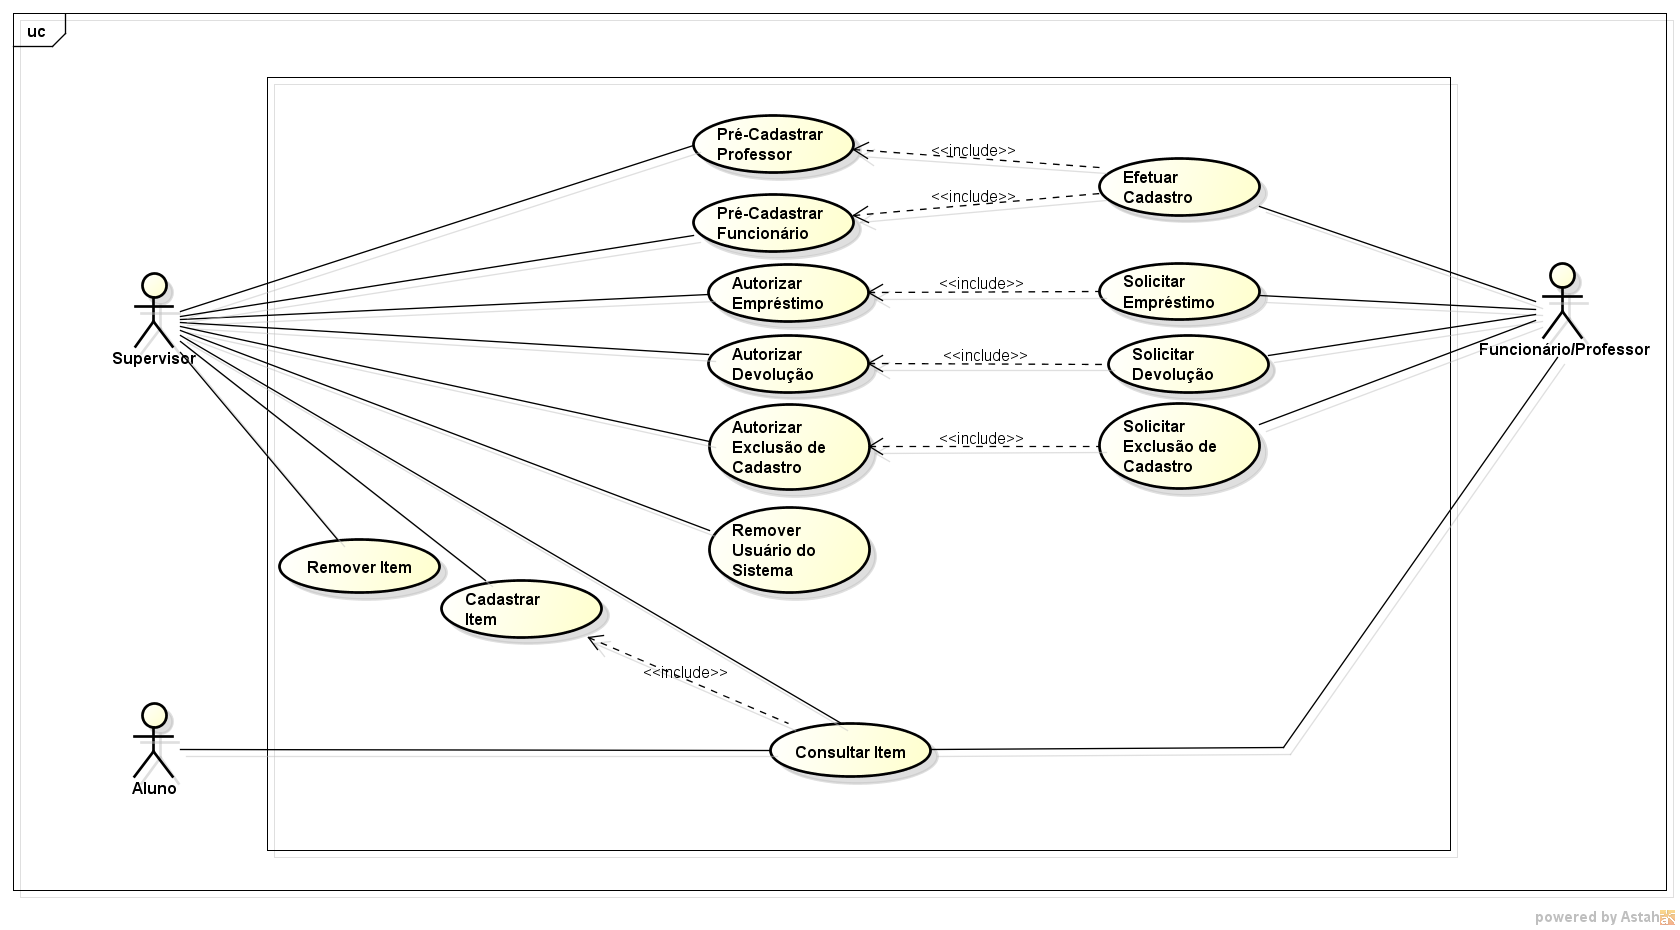 uc
Pré-Cadastrar
Professor
<<include>>
Efetuar
Cadastro
<<include>>
Pré-Cadastrar
Funcionário
Autorizar
Empréstimo
<<include>>
Solicitar
Empréstimo
Supervisor
Funcionário/Professor
Autorizar
Devolução
<<include>>
Solicitar
Devolução
Autorizar
Exclusão de
Cadastro
<<include>>
Solicitar
Exclusão de
Cadastro
Remover
Usuário do
Sistema
Remover Item
Cadastrar
Item
<<include>>
Consultar Item
Aluno
powered by Astah